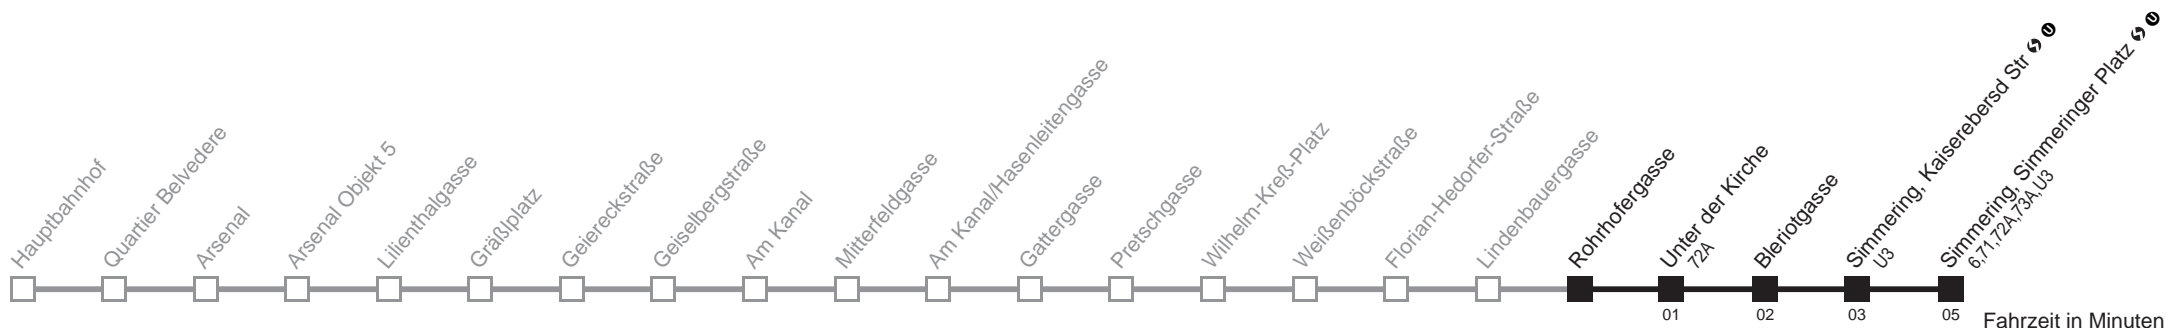 Hauptbahnhof
Quartier Belvedere
Arsenal
Arsenal Objekt 5
Lilienthalgasse
Gräßlplatz
Geiereckstraße
Geiselbergstraße
Am Kanal
Mitterfeldgasse
Am Kanal/Hasenleitengasse
Gattergasse
Pretschgasse
Wilhelm-Kreß-Platz
Weißenböckstraße
Florian-Hedorfer-Straße
Lindenbauergasse
Rohrhofergasse
Unter der Kirche
72A
Bleriotgasse
Simmering, Kaiserebersd Str S U
U3
Simmering, Simmeringer Platz S U
6,71,72A,73A,U3
01
02
03
05
Fahrzeit in Minuten